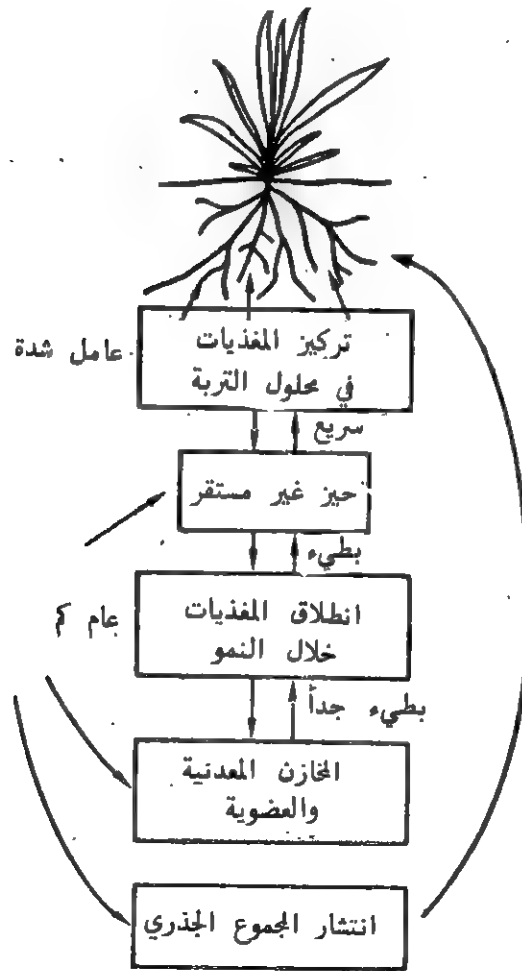 تركيز المغذيات
في محلول التربة
عامل شدة
سريع
حيز غير مستقر
بطيء
انطلاق المغذيات
خلال النمو
عام كم
بطيء جداً
المخازن المعدنية
والعضوية
انتشار المجموع الجذري